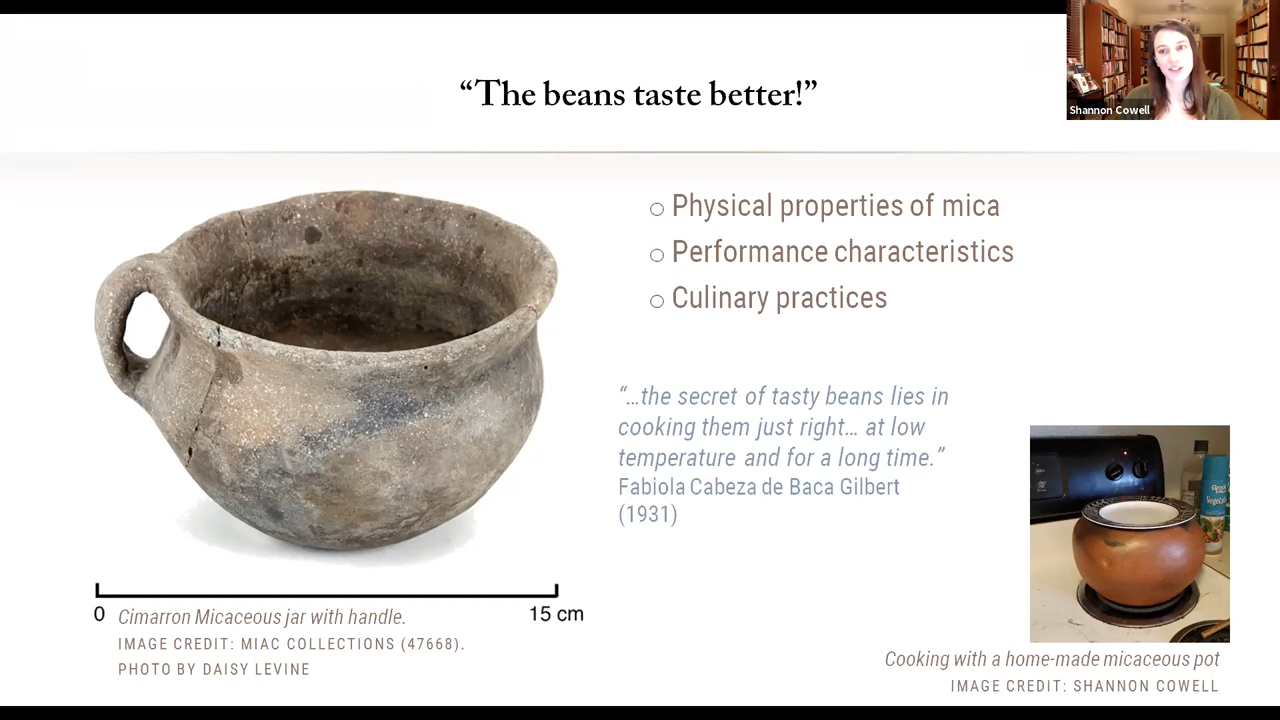 “The beans taste better!”
Shannon Cowell
Physical properties of mica
Performance characteristics
Culinary practices
“…the secret of tasty beans lies in
cooking them just right… at low
temperature and for a long time.”
Fabiola Cabeza de Baca Gilbert
(1931)
0
15 cm
Cimarron Micaceous jar with handle.
IMAGE CREDIT: MIAC COLLECTIONS (47668).
PHOTO BY DAISY LEVINE
Cooking with a home-made micaceous pot
IMAGE CREDIT: SHANNON COWELL